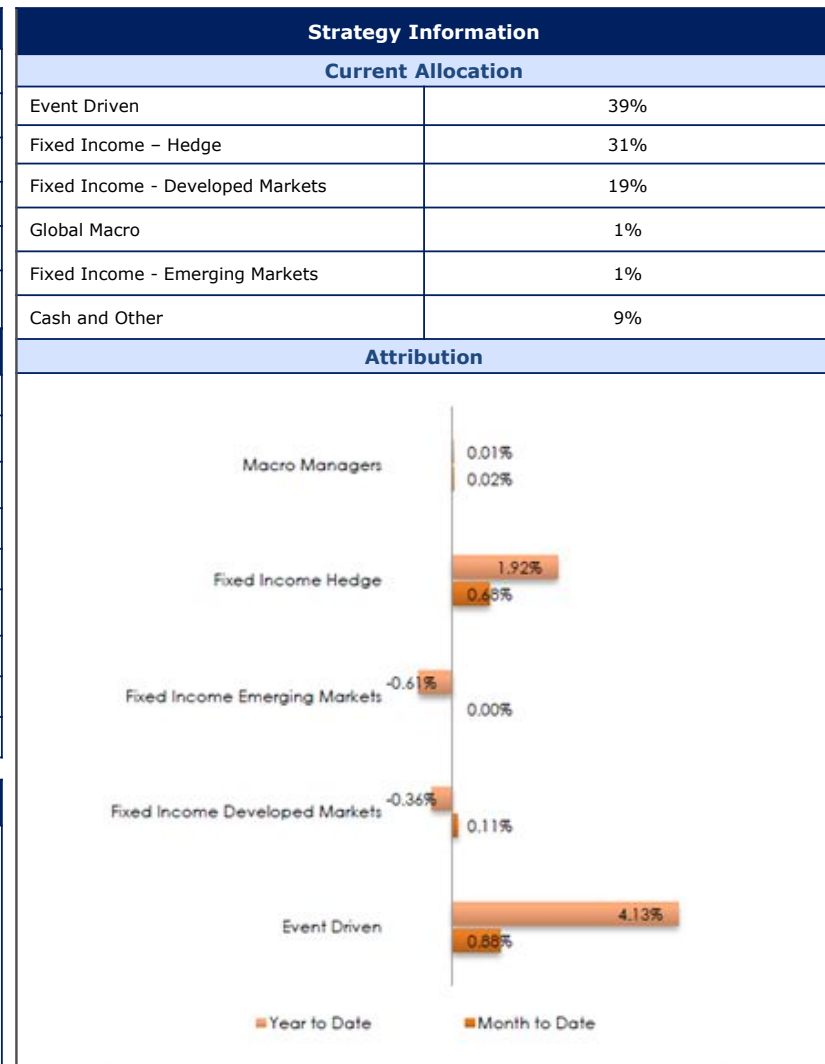 Strategy Information
Current Allocation
Event Driven 39%
Fixed Income – Hedge 31%
Fixed Income - Developed Markets 19%
Global Macro 1%
Fixed Income - Emerging Markets 1%
Cash and Other 9%
Attribution
Macro Managers 0.01%
0.02%
Fixed Income Hedge 1.92%
0.68%
Fixed Income Emerging Markets -0.61%
0.00%
Fixed Income Developed Markets -0.36%
0.11%
Event Driven 4.13%
0.88%
Year to Date Month to Date